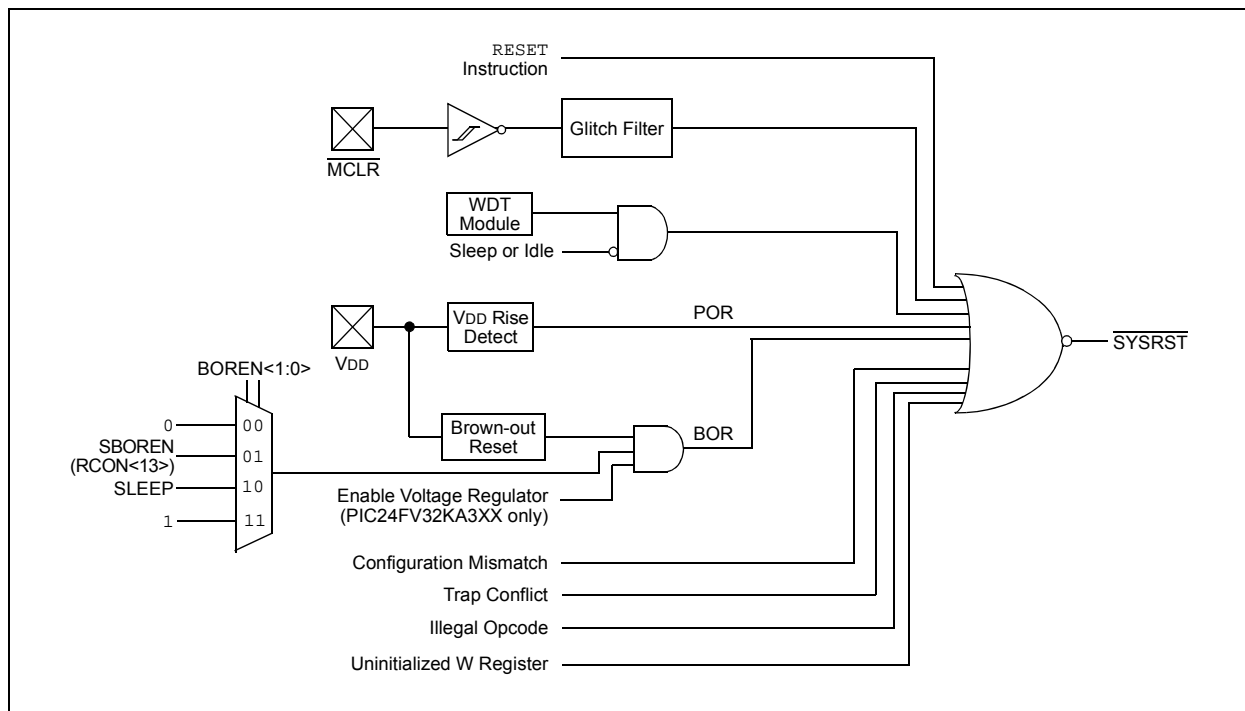 RESET
Instruction
Glitch Filter
MCLR
WDT
Module
Sleep or Idle
VDD Rise
Detect
POR
VDD
SYSRST
BOREN<1:0>
0
00
SBOREN
(RCON<13>)
01
SLEEP
10
1
11
Brown-out
Reset
BOR
Enable Voltage Regulator
(PIC24FV32KA3XX only)
Configuration Mismatch
Trap Conflict
Illegal Opcode
Uninitialized W Register